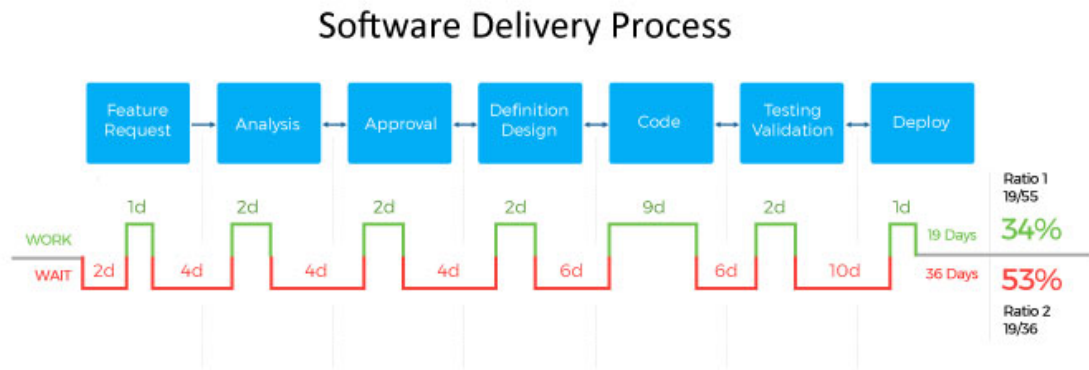 Software Delivery Process
Feature
Request
Analysis
Approval
Definition
Design
Code
Testing
Validation
Deploy
1d
2d
2d
2d
9d
2d
1d
WORK
19 Days
WAIT
2d
4d
4d
4d
6d
6d
10d
36 Days
Ratio 1
19/55
34%
53%
Ratio 2
19/36